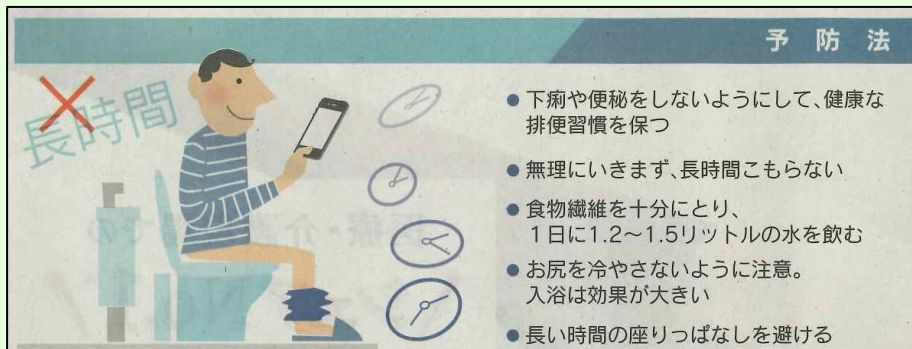 予防法
長時間
● 下痢や便秘をしないようにして、健康な
排便習慣を保つ
● 無理にいきまず、長時間こもらない
● 食物繊維を十分にとり、
1日に1.2～1.5リットルの水を飲む
● お尻を冷やさないように注意。
入浴は効果が大きい
● 長い時間の座りっぱなしを避ける